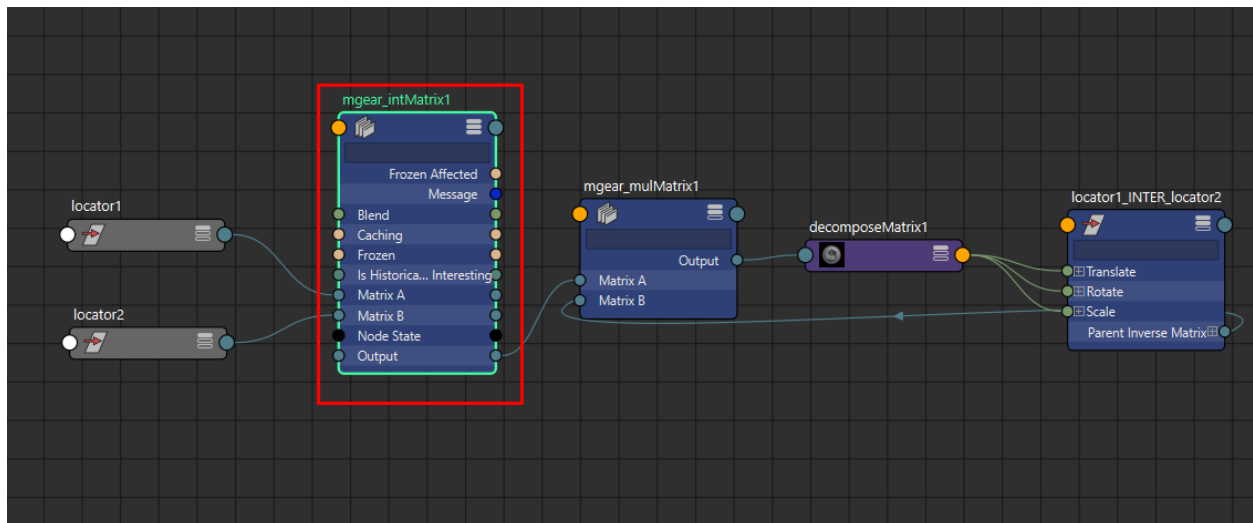 mgear_intMatrix1
Frozen Affected
Message
Blend
Caching
Frozen
Is Historica... Interesting
Matrix A
Matrix B
Node State
Output
locator1
locator2
mgear_mulMatrix1
Output
Matrix A
Matrix B
decomposeMatrix1
locator1_INTER_locator2
Translate
Rotate
Scale
Parent Inverse Matrix